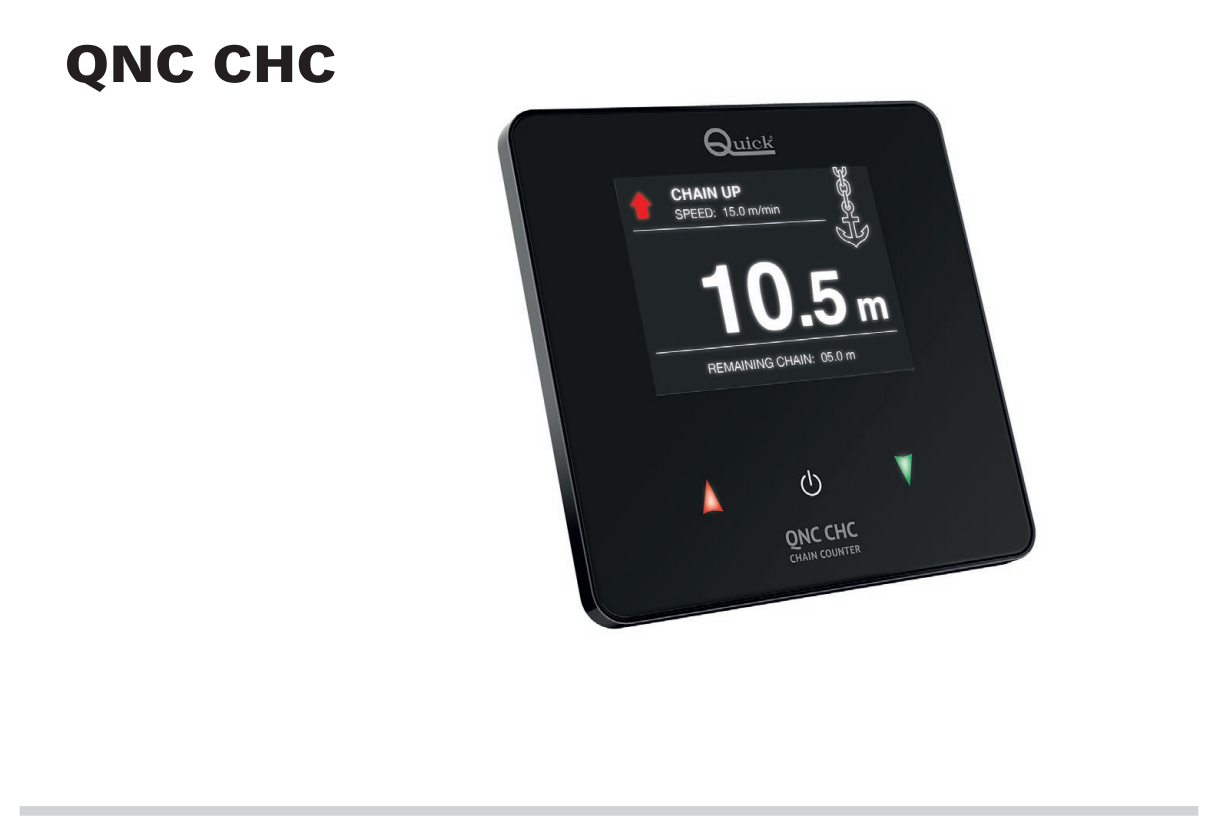 QNC CHC
Quick
CHAIN UP
SPEED: 15.0 m/min
10.5 m
REMAINING CHAIN: 05.0 m
QNC CHC
CHAIN COUNTER